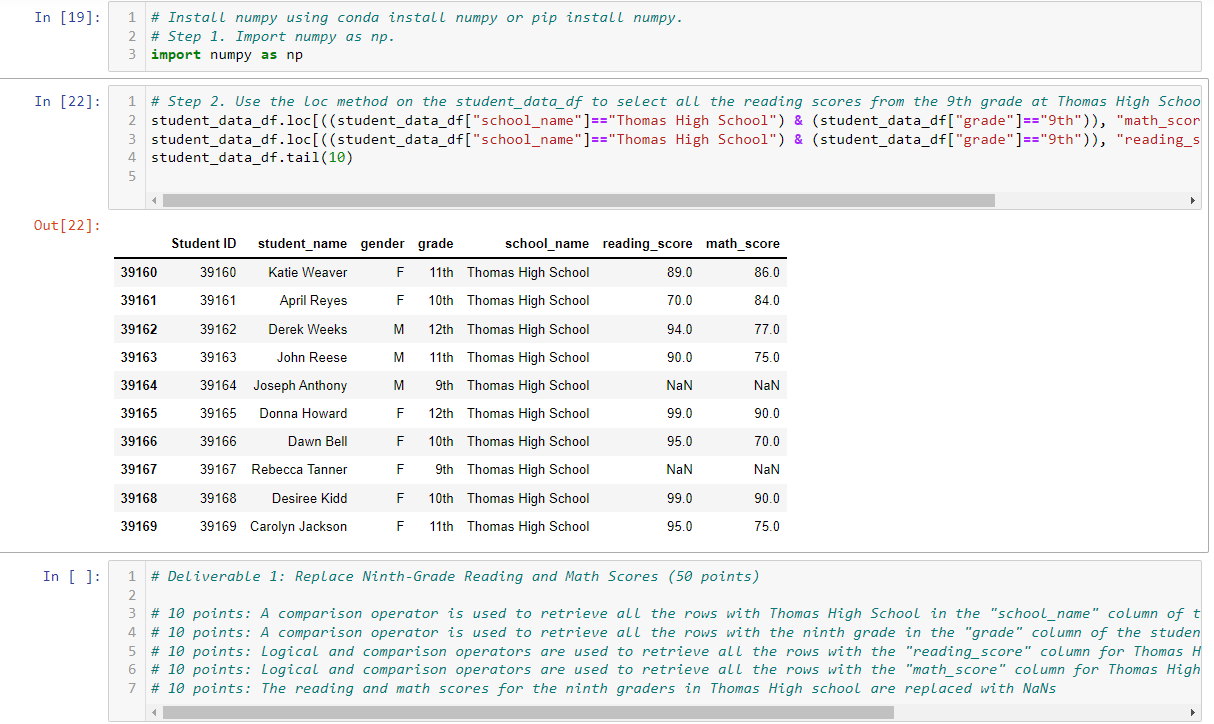 In [19]:
1 # Install numpy using conda install numpy or pip install numpy.
2 # Step 1. Import numpy as np.
3 import numpy as np
In [22]:
1 # Step 2. Use the loc method on the student_data_df to select all the reading scores from the 9th grade at Thomas High Schoo
2 student_data_df.loc[((student_data_df["school_name"]=="Thomas High School") & (student_data_df["grade"]=="9th")), "math_scor
3 student_data_df.loc[((student_data_df["school_name"]=="Thomas High School") & (student_data_df["grade"]=="9th")), "reading_s
4 student_data_df.tail(10)
5
Out[22]:
Student ID student_name gender grade school_name reading_score math_score
39160 39160 Katie Weaver F 11th Thomas High School 89.0 86.0
39161 39161 April Reyes F 10th Thomas High School 70.0 84.0
39162 39162 Derek Weeks M 12th Thomas High School 94.0 77.0
39163 39163 John Reese M 11th Thomas High School 90.0 75.0
39164 39164 Joseph Anthony M 9th Thomas High School NaN NaN
39165 39165 Donna Howard F 12th Thomas High School 99.0 90.0
39166 39166 Dawn Bell F 10th Thomas High School 95.0 70.0
39167 39167 Rebecca Tanner F 9th Thomas High School NaN NaN
39168 39168 Desiree Kidd F 10th Thomas High School 99.0 90.0
39169 39169 Carolyn Jackson F 11th Thomas High School 95.0 75.0
In [ ]:
1 # Deliverable 1: Replace Ninth-Grade Reading and Math Scores (50 points)
2
3 # 10 points: A comparison operator is used to retrieve all the rows with Thomas High School in the "school_name" column of t
4 # 10 points: A comparison operator is used to retrieve all the rows with the ninth grade in the "grade" column of the studen
5 # 10 points: Logical and comparison operators are used to retrieve all the rows with the "reading_score" column for Thomas H
6 # 10 points: Logical and comparison operators are used to retrieve all the rows with the "math_score" column for Thomas High
7 # 10 points: The reading and math scores for the ninth graders in Thomas High school are replaced with NaNs